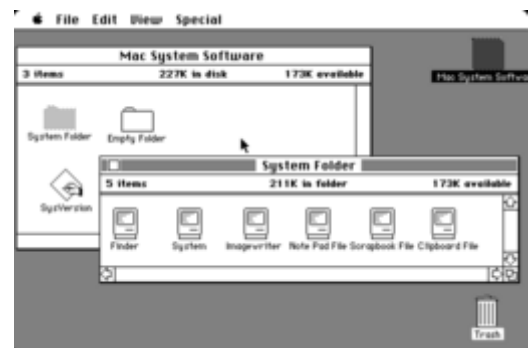 File Edit View Special
Mac System Software
3 items 227K in disk 173K available
Mac System Softwa
System Folder Empty Folder
System Folder
5 items 211K in folder 173K available
SysVersion
Finder System Imagewriter Note Pad File Scrapbook File Clipboard File
Trash